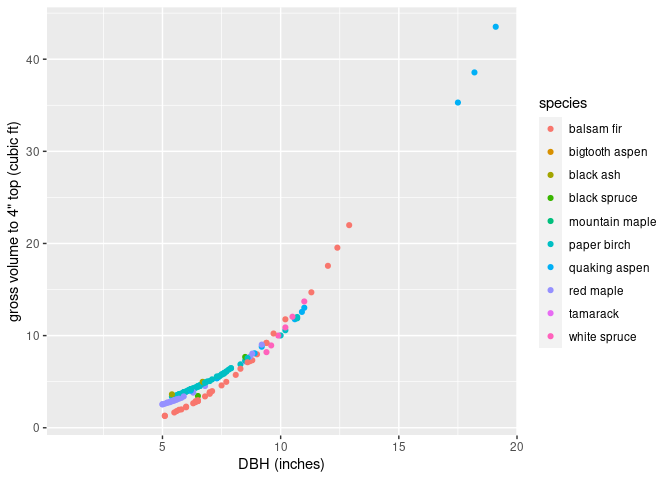 gross volume to 4" top (cubic ft)
40
30
20
10
0
5
10
15
20
DBH (inches)
species
balsam fir
bigtooth aspen
black ash
black spruce
mountain maple
paper birch
quaking aspen
red maple
tamarack
white spruce